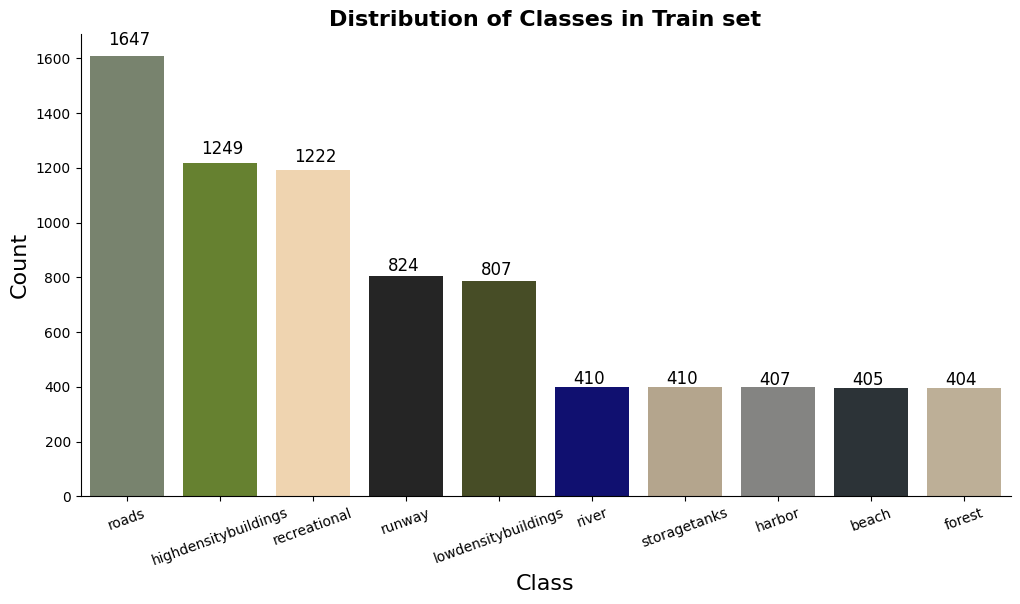 Distribution of Classes in Train set
1647
1249
1222
824
807
410
410
407
405
404
1600
1400
1200
1000
800
600
400
200
0
Count
roads
highdensitybuildings
recreational
runway
lowdensitybuildings
river
storagetanks
harbor
beach
forest
Class